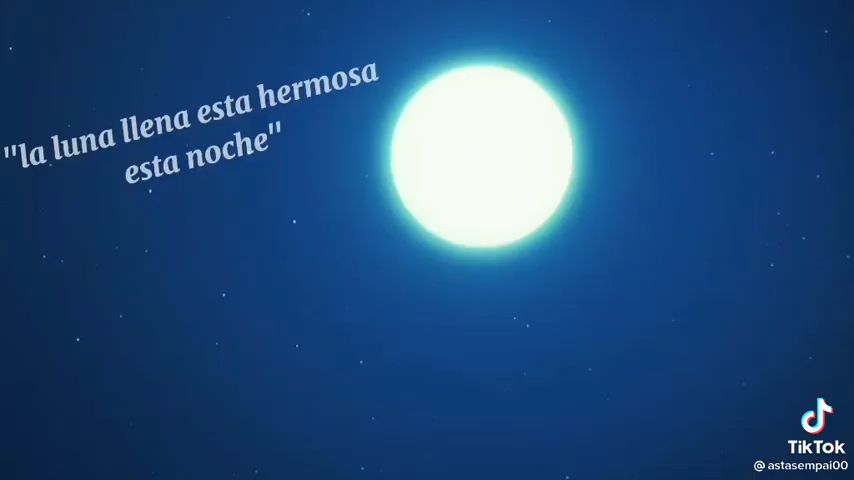 "la luna llena esta hermosa
esta noche"
TikTok
@astasempai00